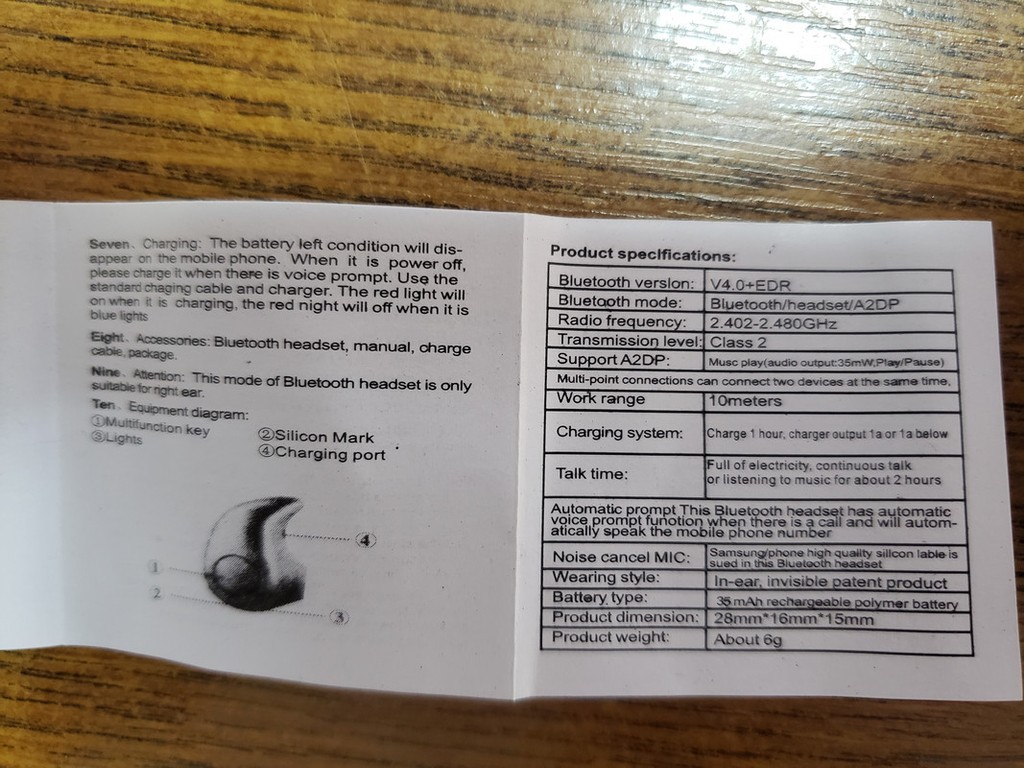 Seven、Charging: The battery left condition will dis-
appear on the mobile phone. When it is power off,
please charge it when there is voice prompt. Use the
standard chaging cable and charger. The red light will
on when it is charging, the red night will off when it is
blue lights
Eight、Accessories: Bluetooth headset, manual, charge
cable, package.
Nine、Attention: This mode of Bluetooth headset is only
suitable for right ear.
Ten、Equipment diagram:
①Multifunction key ②Silicon Mark
③Lights ④Charging port
④
①
②
③
Product specifications:
Bluetooth version: V4.0+EDR
Bluetooth mode: Bluetooth/headset/A2DP
Radio frequency: 2.402-2.480GHz
Transmission level: Class 2
Support A2DP: Musc play(audio output:35mW,Play/Pause)
Multi-point connections can connect two devices at the same time,
Work range 10meters
Charging system: Charge 1 hour, charger output 1a or 1a below
Talk time: Full of electricity, continuous talk
or listening to music for about 2 hours
Automatic prompt This Bluetooth headset has automatic
voice prompt funotion when there is a call and will autom-
atically speak the mobile phone number
Noise cancel MIC: Samsung/phone high quality sillcon lable is
sued in this Bluetooth headset
Wearing style: In-ear, invisible patent product
Battery type: 35 mAh rechargeable polymer battery
Product dimension: 28mm*16mm*15mm
Product weight: About 6g